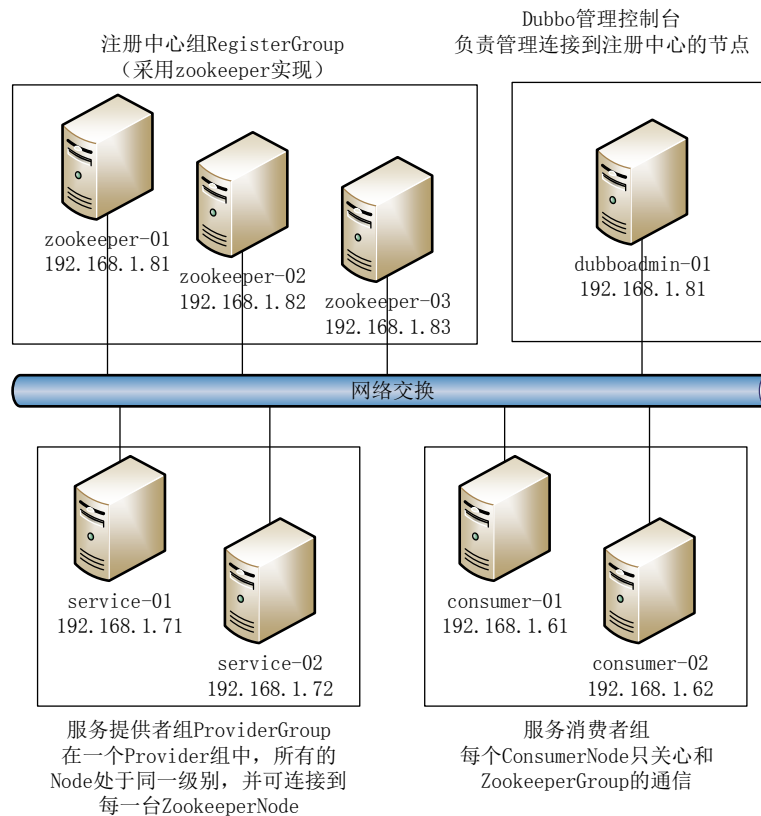 注册中心组RegisterGroup
（采用zookeeper实现）
Dubbo管理控制台
负责管理连接到注册中心的节点
zookeeper-01
192.168.1.81
zookeeper-02
192.168.1.82
zookeeper-03
192.168.1.83
dubboadmin-01
192.168.1.81
网络交换
service-01
192.168.1.71
service-02
192.168.1.72
consumer-01
192.168.1.61
consumer-02
192.168.1.62
服务提供者组ProviderGroup
在一个Provider组中，所有的
Node处于同一级别，并可连接到
每一台ZookeeperNode
服务消费者组
每个ConsumerNode只关心和
ZookeeperGroup的通信